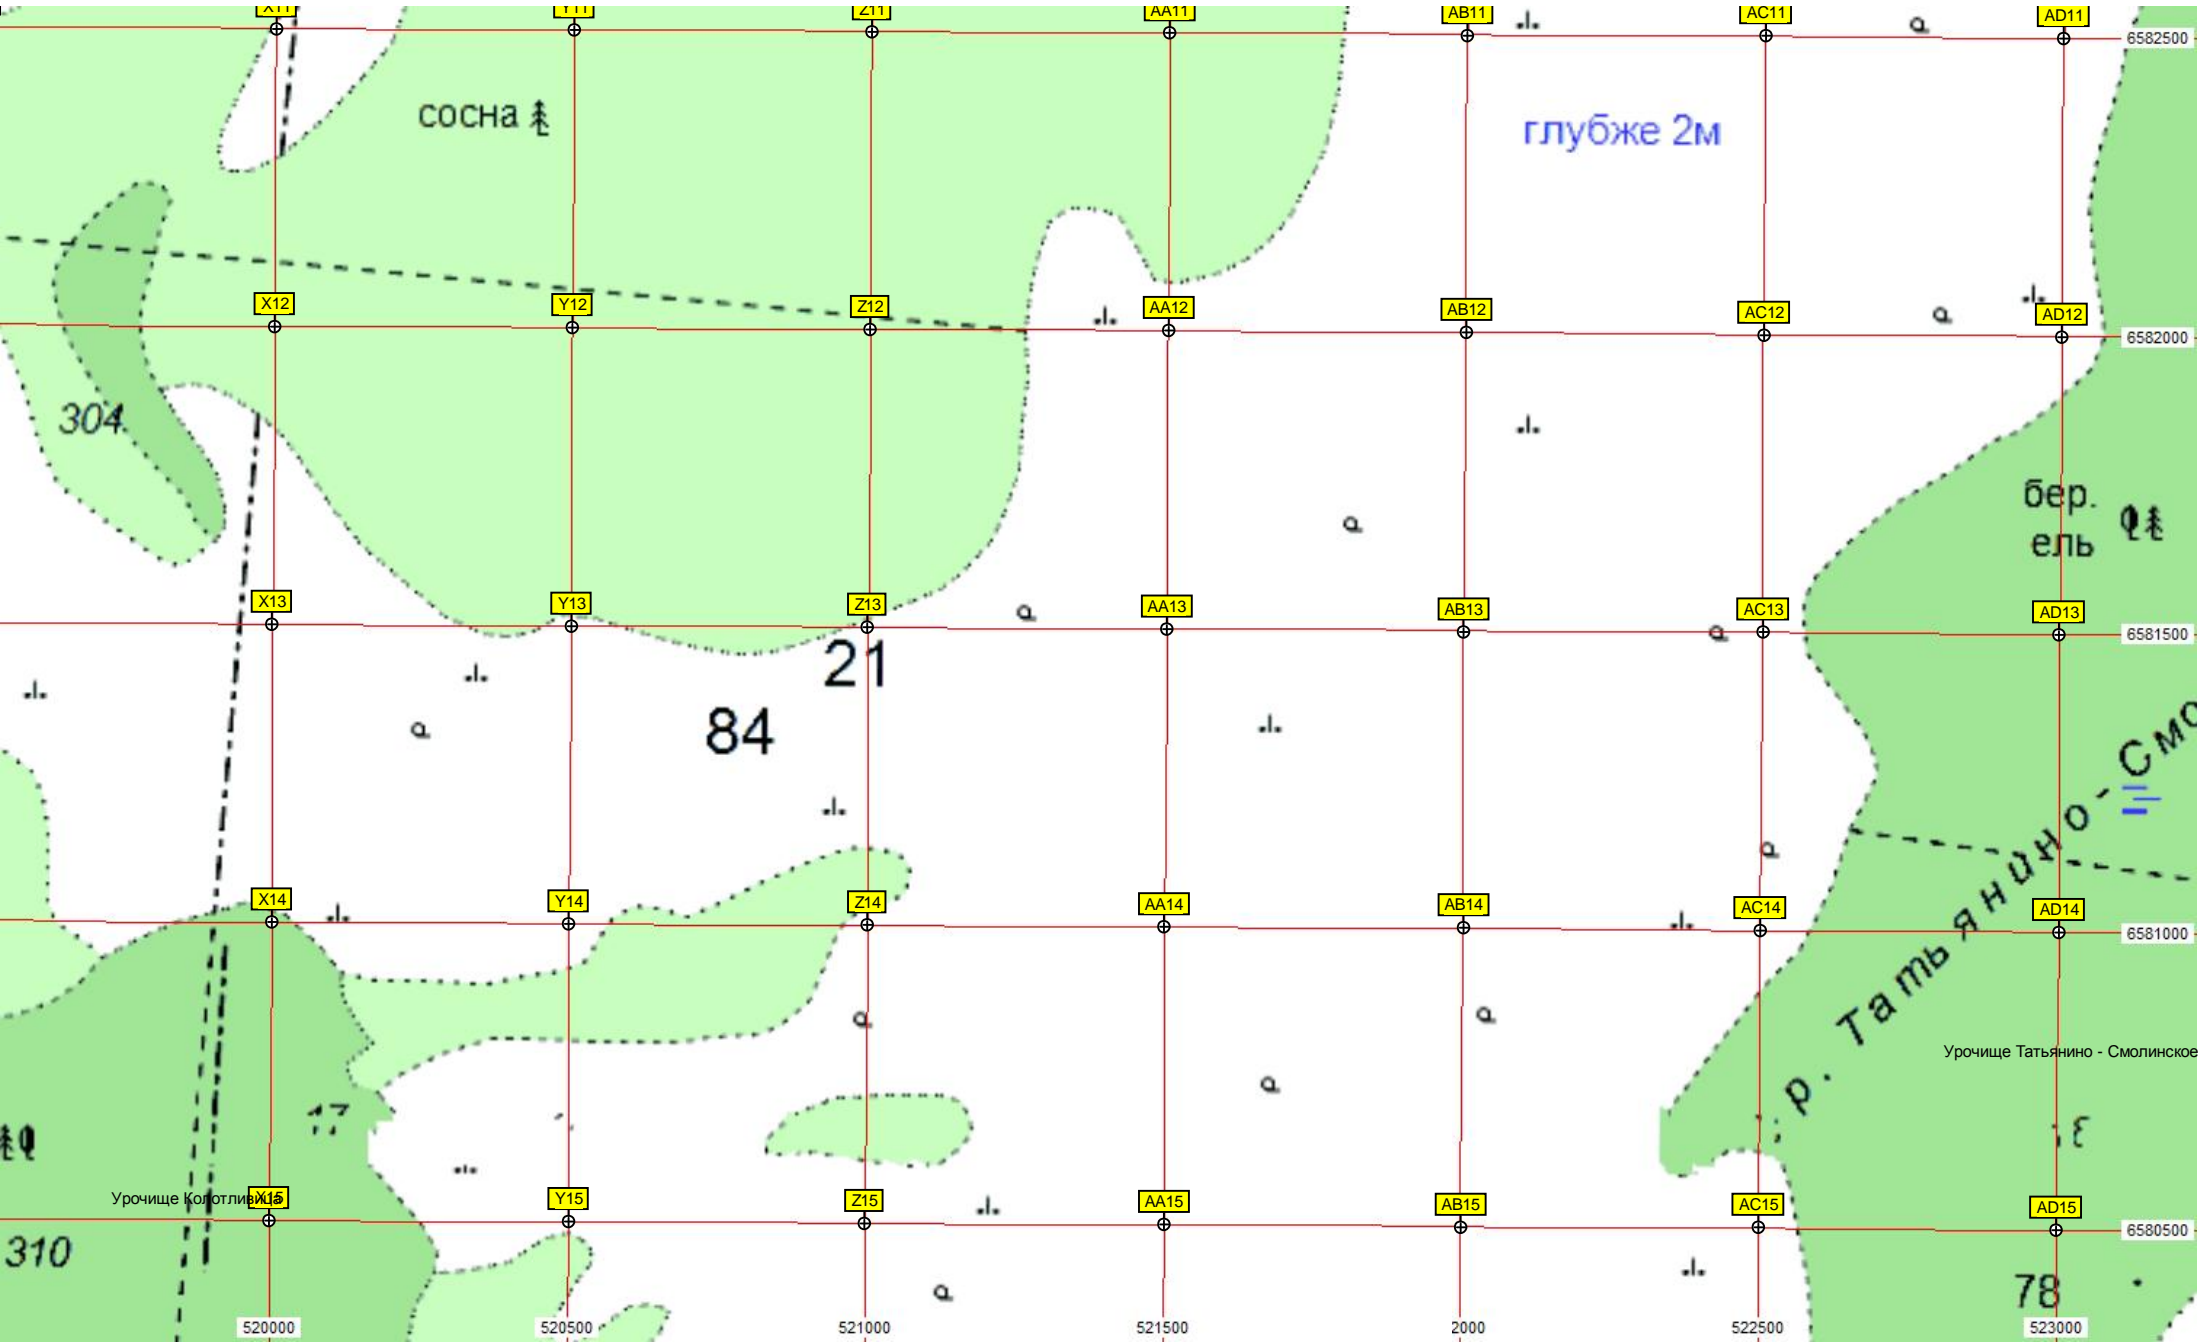 X11 Y11 Z11 AA11 AB11 AC11 AD11
6582500
сосна
глубже 2м
X12 Y12 Z12 AA12 AB12 AC12 AD12
6582000
304
бер.
ель
X13 Y13 Z13 AA13 AB13 AC13 AD13
6581500
21
84
р. Татьянино - Смо
X14 Y14 Z14 AA14 AB14 AC14 AD14
6581000
Урочище Татьянино - Смолинское
17
Урочище Колотливица
X15 Y15 Z15 AA15 AB15 AC15 AD15
6580500
310
78
520000 520500 521000 521500 2000 522500 523000